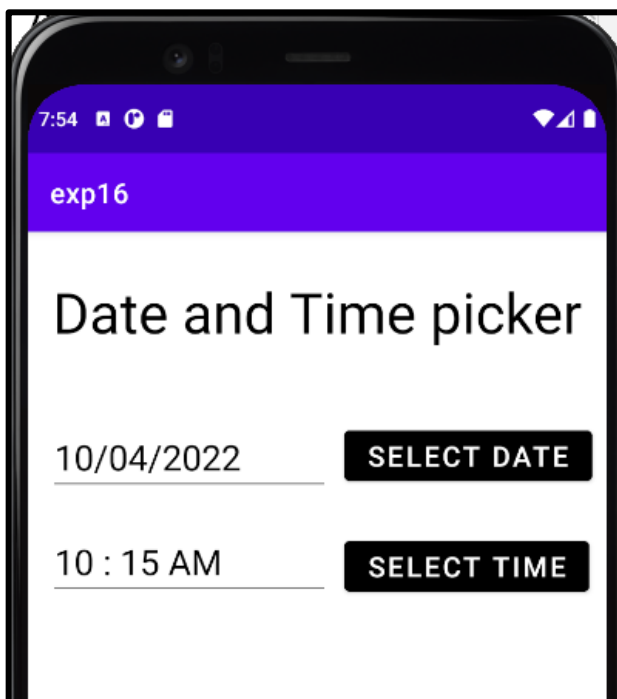 7:54
exp16
Date and Time picker
10/04/2022 SELECT DATE
10 : 15 AM SELECT TIME